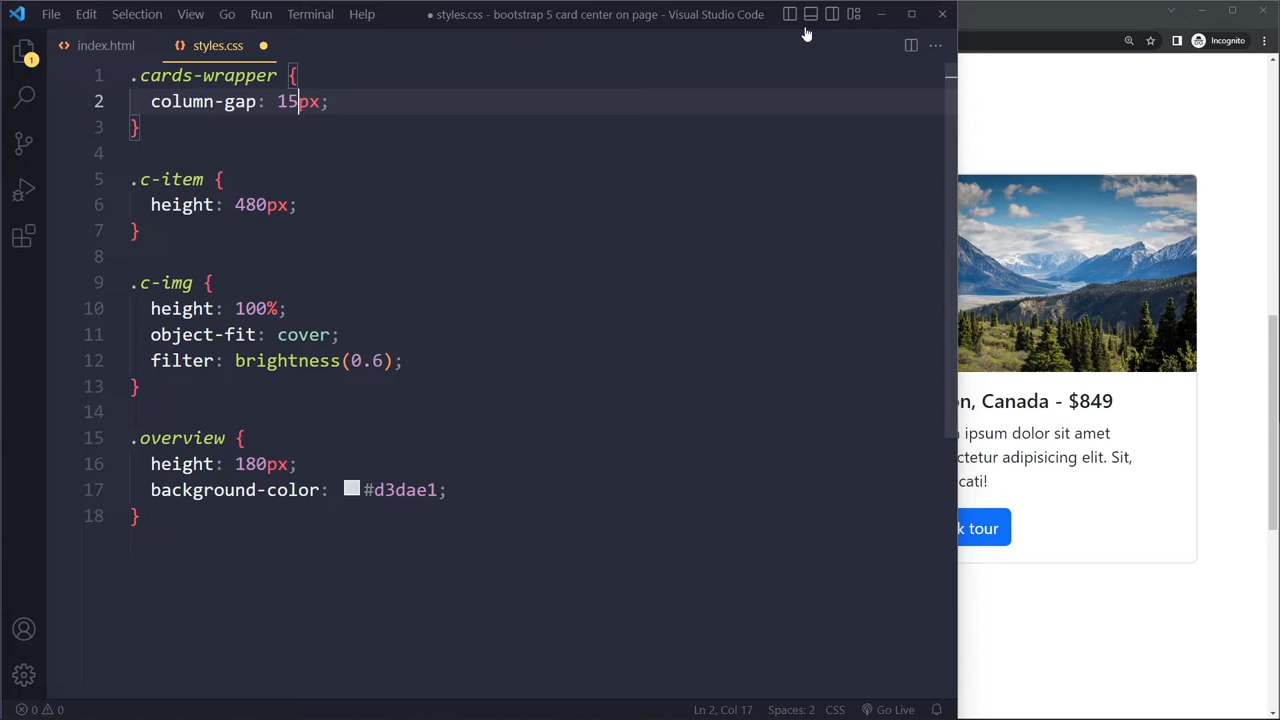 File Edit Selection View Go Run Terminal Help
● styles.css - bootstrap 5 card center on page - Visual Studio Code
Incognito
index.html
styles.css ●
1
1 .cards-wrapper {
2 column-gap: 15px;
3 }
4
5 .c-item {
6 height: 480px;
7 }
8
9 .c-img {
10 height: 100%;
11 object-fit: cover;
12 filter: brightness(0.6);
13 }
14
15 .overview {
16 height: 180px;
17 background-color: #d3dae1;
18 }
on, Canada - $849
ipsum dolor sit amet
ctetur adipisicing elit. Sit,
cati!
k tour
0 0
Ln 2, Col 17 Spaces: 2 CSS Go Live